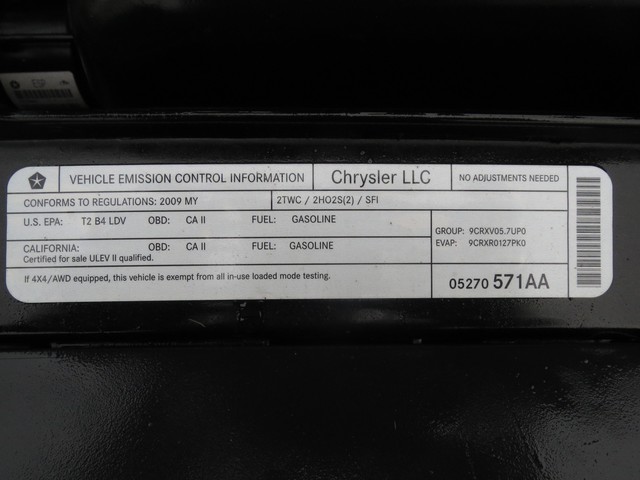 ESP
VEHICLE EMISSION CONTROL INFORMATION Chrysler LLC NO ADJUSTMENTS NEEDED
CONFORMS TO REGULATIONS: 2009 MY 2TWC / 2HO2S(2) / SFI
U.S. EPA: T2 B4 LDV OBD: CA II FUEL: GASOLINE
GROUP: 9CRXV05.7UP0
EVAP: 9CRXR0127PK0
CALIFORNIA: OBD: CA II FUEL: GASOLINE
Certified for sale ULEV II qualified.
If 4X4/AWD equipped, this vehicle is exempt from all in-use loaded mode testing.
05270 571AA